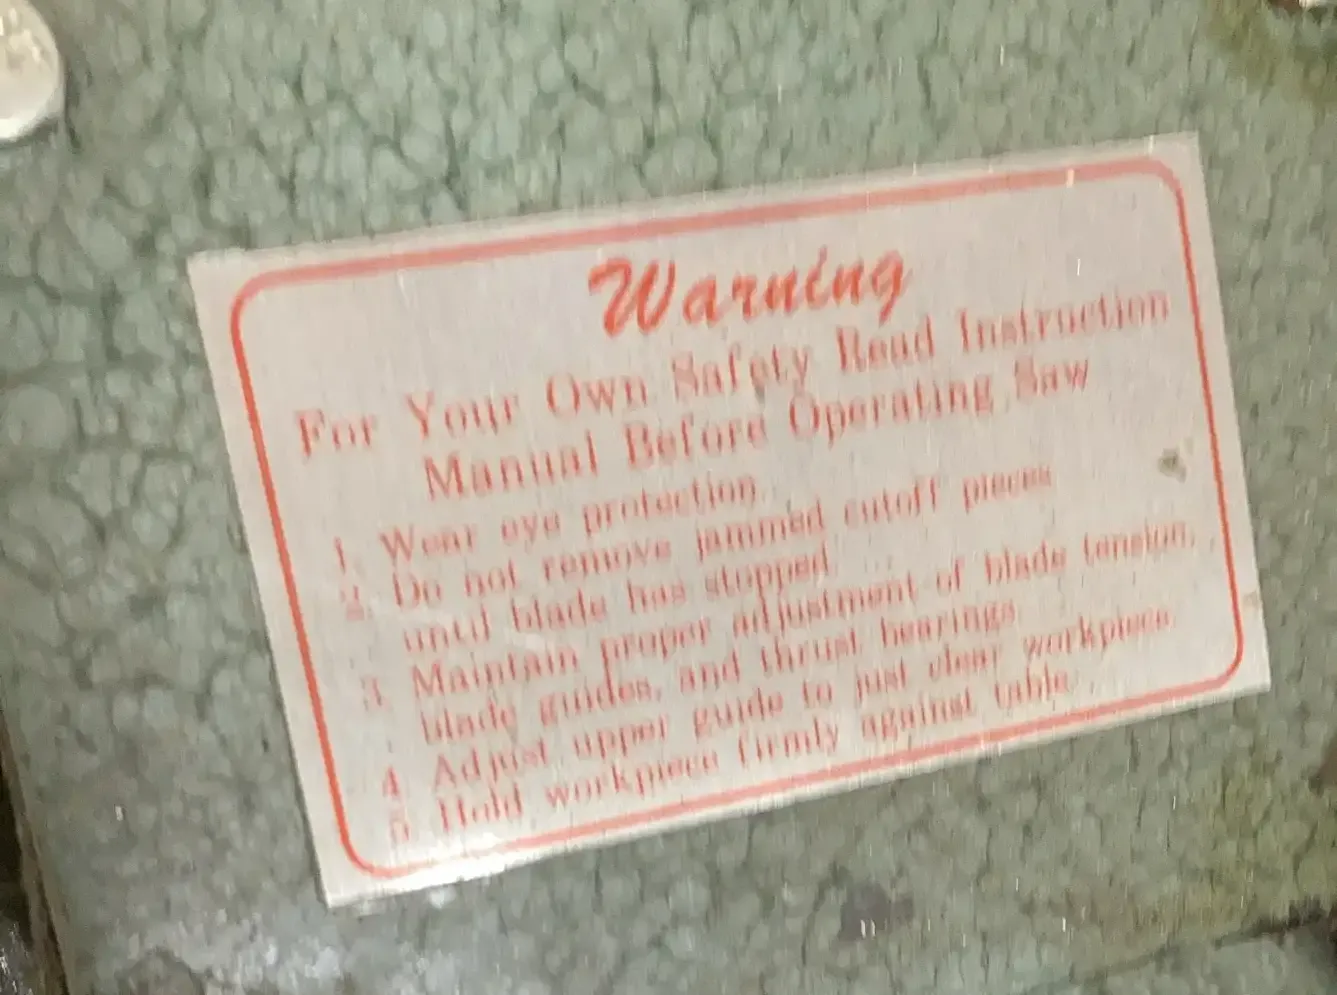 Warning
For Your Own Safety Read Instruction
Manual Before Operating Saw
1. Wear eye protection.
2. Do not remove jammed cutoff pieces
until blade has stopped.
3. Maintain proper adjustment of blade tension,
blade guides, and thrust bearings.
4. Adjust upper guide to just clear workpiece.
5. Hold workpiece firmly against table.